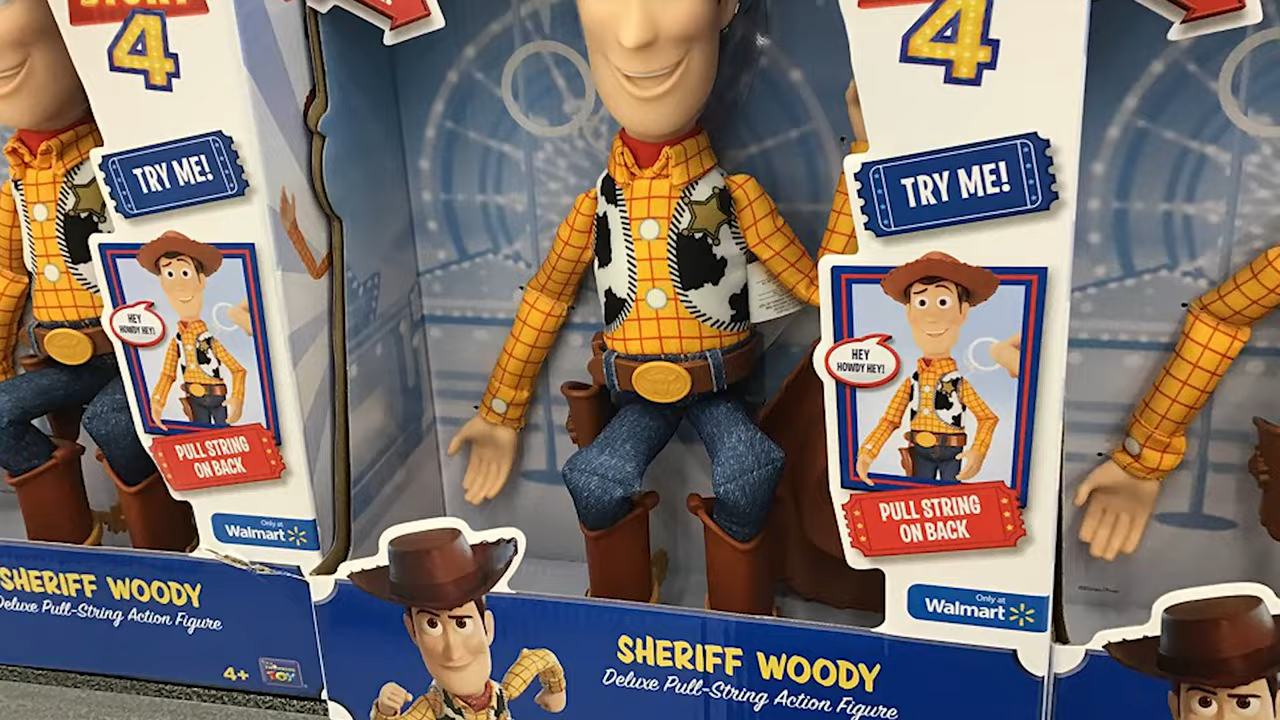 STORY
4
TRY ME!
HEY
HOWDY HEY!
PULL STRING
ON BACK
Only at
Walmart
SHERIFF WOODY
Deluxe Pull-String Action Figure
4+
TOY
4
TRY ME!
HEY
HOWDY HEY!
PULL STRING
ON BACK
Only at
Walmart
SHERIFF WOODY
Deluxe Pull-String Action Figure